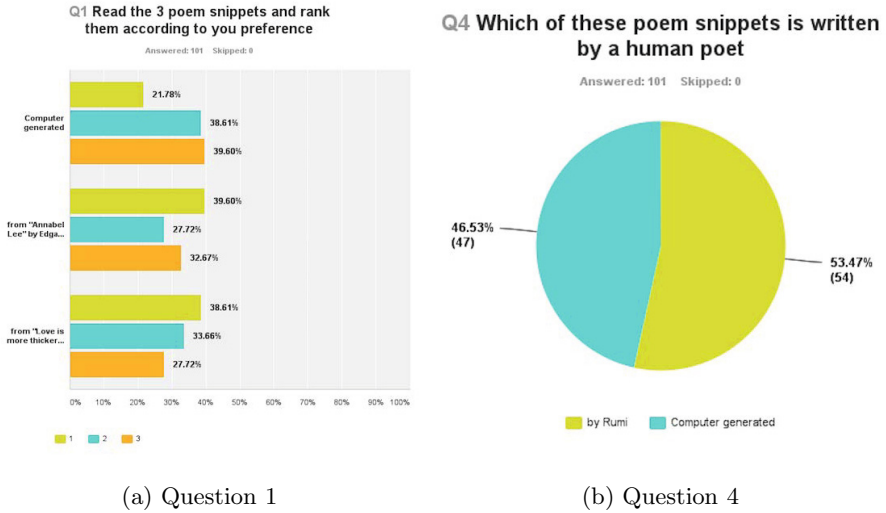 Q1 Read the 3 poem snippets and rank
them according to you preference
Answered: 101 Skipped: 0
Computer
generated
21.78%
38.61%
39.60%
from "Annabel
Lee" by Edga...
39.60%
27.72%
32.67%
from "Love is
more thicker...
38.61%
33.66%
27.72%
0% 10% 20% 30% 40% 50% 60% 70% 80% 90% 100%
1 2 3
(a) Question 1
Q4 Which of these poem snippets is written
by a human poet
Answered: 101 Skipped: 0
46.53%
(47)
53.47%
(54)
by Rumi Computer generated
(b) Question 4